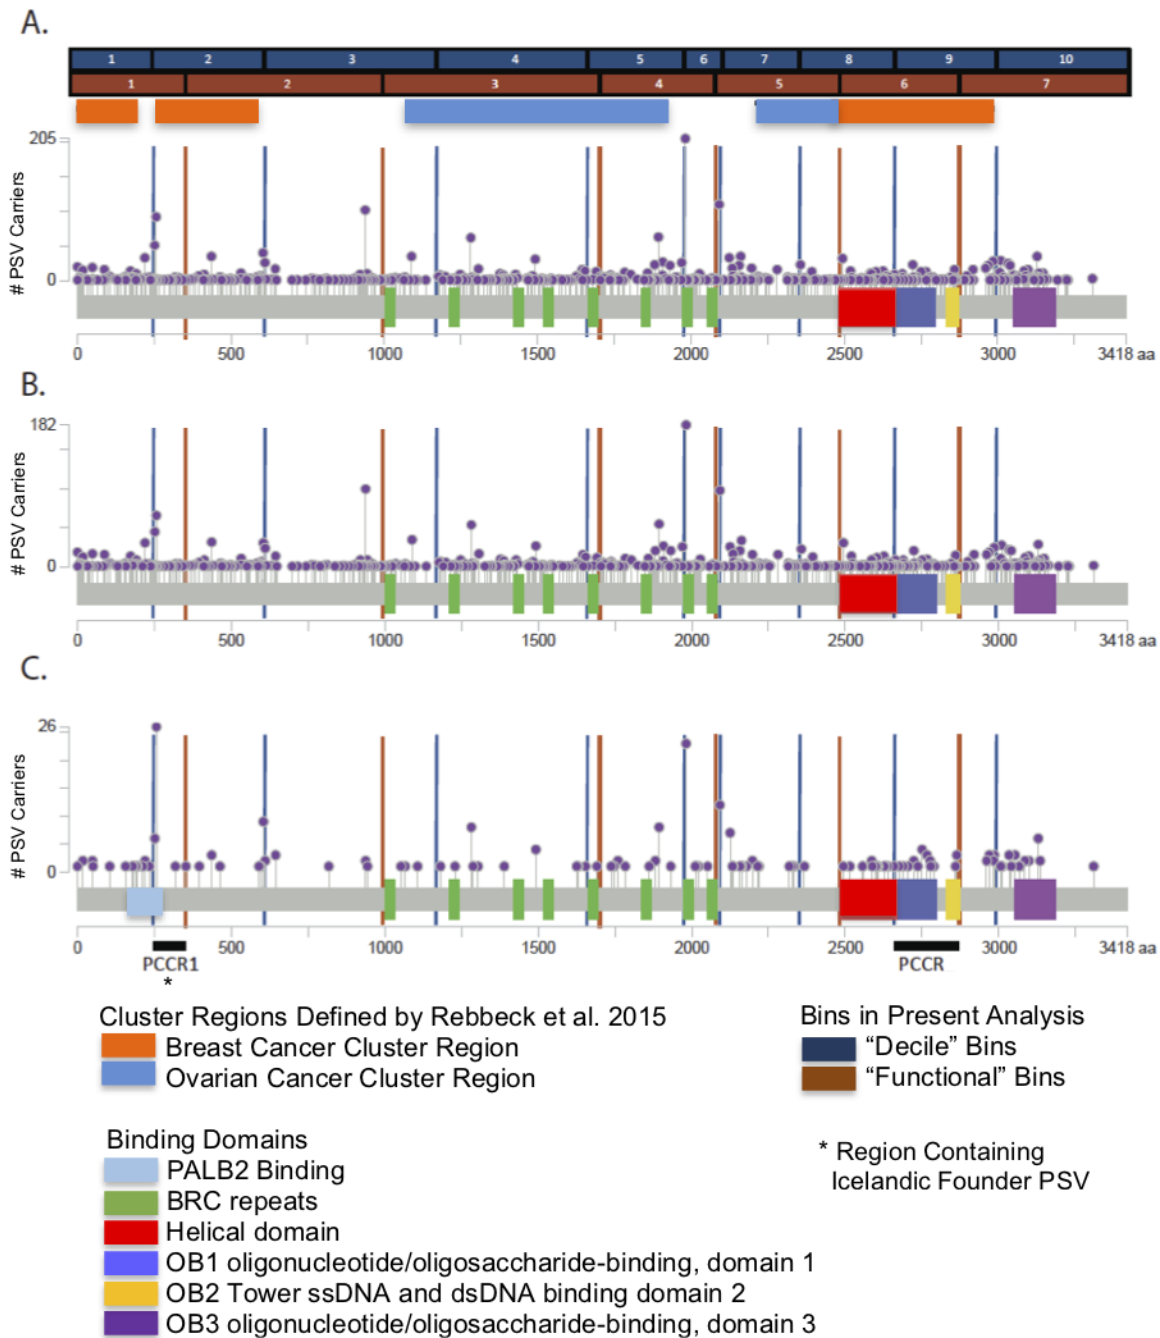 A.
1 2 3 4 5 6 7 8 9 10
1 2 3 4 5 6 7
205
# PSV Carriers
0
0 500 1000 1500 2000 2500 3000 3418 aa
B.
182
# PSV Carriers
0
0 500 1000 1500 2000 2500 3000 3418 aa
C.
26
# PSV Carriers
0
0 500 1000 1500 2000 2500 3000 3418 aa
PCCR1 PCCR
*
Cluster Regions Defined by Rebbeck et al. 2015
Breast Cancer Cluster Region
Ovarian Cancer Cluster Region
Bins in Present Analysis
“Decile” Bins
“Functional” Bins
Binding Domains
PALB2 Binding
BRC repeats
Helical domain
OB1 oligonucleotide/oligosaccharide-binding, domain 1
OB2 Tower ssDNA and dsDNA binding domain 2
OB3 oligonucleotide/oligosaccharide-binding, domain 3
* Region Containing
Icelandic Founder PSV